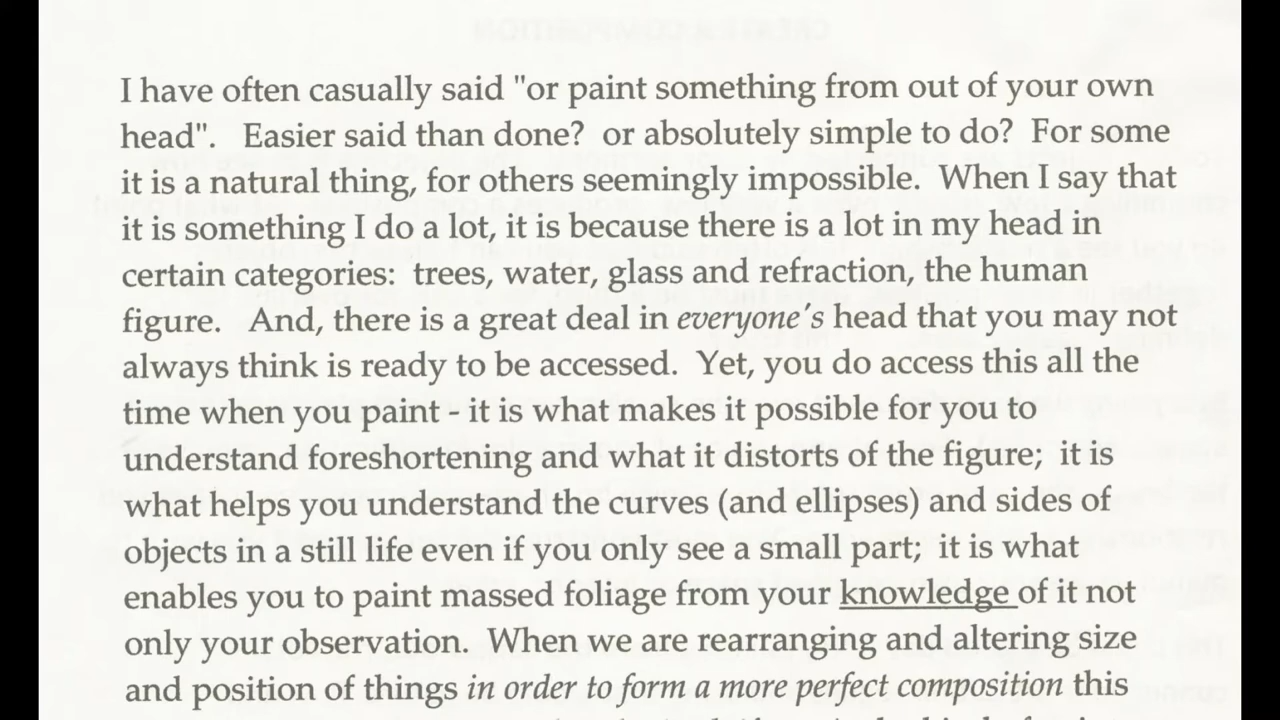 I have often casually said "or paint something from out of your own
head". Easier said than done? or absolutely simple to do? For some
it is a natural thing, for others seemingly impossible. When I say that
it is something I do a lot, it is because there is a lot in my head in
certain categories: trees, water, glass and refraction, the human
figure. And, there is a great deal in everyone's head that you may not
always think is ready to be accessed. Yet, you do access this all the
time when you paint - it is what makes it possible for you to
understand foreshortening and what it distorts of the figure; it is
what helps you understand the curves (and ellipses) and sides of
objects in a still life even if you only see a small part; it is what
enables you to paint massed foliage from your knowledge of it not
only your observation. When we are rearranging and altering size
and position of things in order to form a more perfect composition this